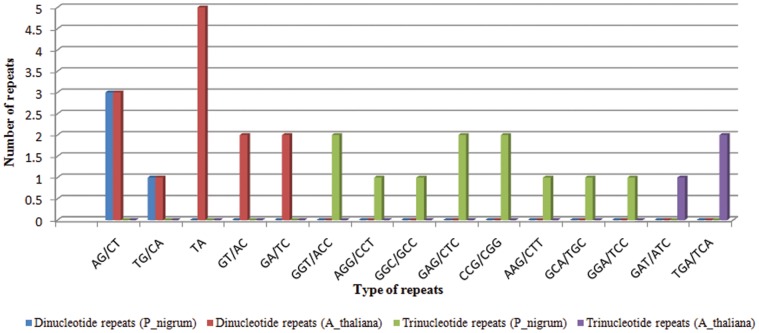 5
4.5
4
3.5
3
2.5
2
1.5
1
0.5
0
Number of repeats
AG/CT
TG/CA
TA
GT/AC
GA/TC
GGT/ACC
AGG/CCT
GGC/GCC
GAG/CTC
CCG/CGG
AAG/CTT
GCA/TGC
GGA/TCC
GAT/ATC
TGA/TCA
Type of repeats
Dinucleotide repeats (P_nigrum)
Dinucleotide repeats (A_thaliana)
Trinucleotide repeats (P_nigrum)
Trinucleotide repeats (A_thaliana)